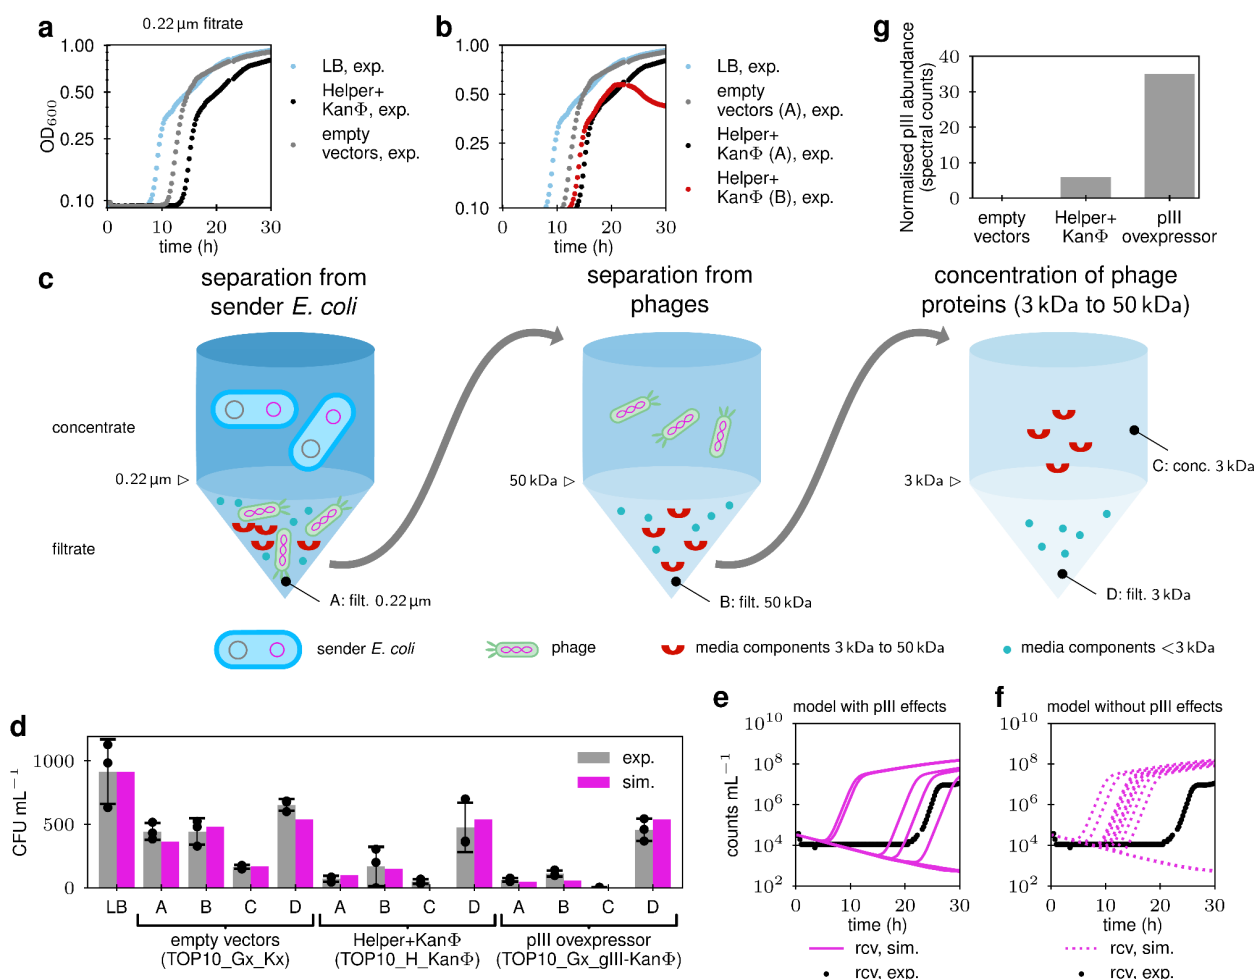 a
0.22 µm fitrate
1.00
0.50
0.25
0.10
OD600
0
10
20
30
time (h)
LB, exp.
Helper+
KanΦ, exp.
empty
vectors, exp.
b
1.00
0.50
0.25
0.10
0
10
20
30
time (h)
LB, exp.
empty
vectors (A), exp.
Helper+
KanΦ (A), exp.
Helper+
KanΦ (B), exp.
g
Normalised pIII abundance
(spectral counts)
40
30
20
10
0
empty
vectors
Helper+
KanΦ
pIII
ovexpressor
c
separation from
sender E. coli
separation from
phages
concentration of phage
proteins (3 kDa to 50 kDa)
concentrate
0.22 µm ▷
filtrate
A: filt. 0.22 µm
50 kDa ▷
B: filt. 50 kDa
3 kDa ▷
C: conc. 3 kDa
D: filt. 3 kDa
sender E. coli
phage
media components 3 kDa to 50 kDa
media components <3 kDa
d
CFU mL−1
1000
500
0
exp.
sim.
LB
A
B
C
D
A
B
C
D
A
B
C
D
empty vectors
(TOP10_Gx_Kx)
Helper+KanΦ
(TOP10_H_KanΦ)
pIII ovexpressor
(TOP10_Gx_gIII-KanΦ)
e
model with pIII effects
counts mL−1
10^10
10^8
10^6
10^4
10^2
0
10
20
30
time (h)
rcv, sim.
rcv, exp.
f
model without pIII effects
10^10
10^8
10^6
10^4
10^2
0
10
20
30
time (h)
rcv, sim.
rcv, exp.